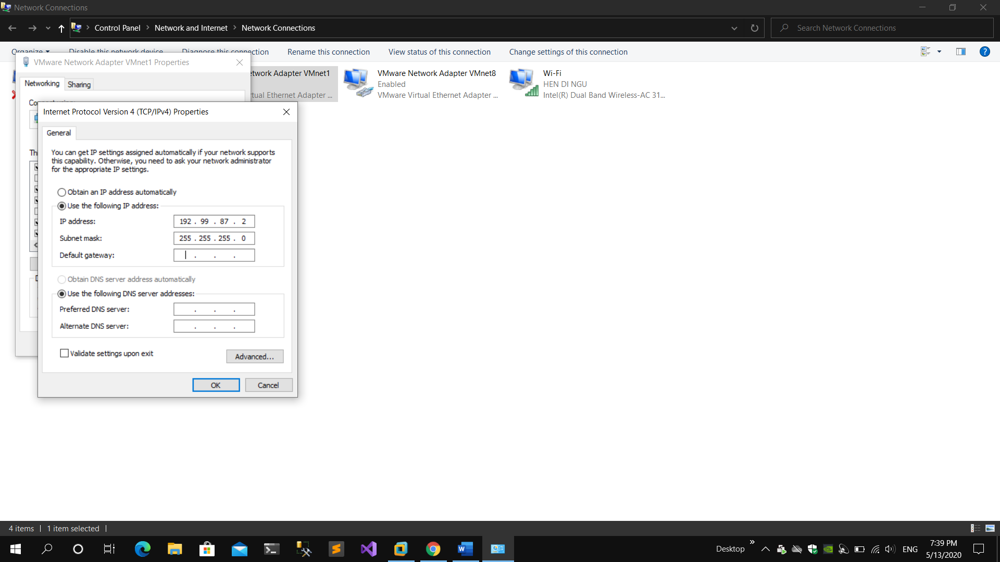 Network Connections
Control Panel > Network and Internet > Network Connections
Search Network Connections
Organize
Disable this network device
Diagnose this connection
Rename this connection
View status of this connection
Change settings of this connection
VMware Network Adapter VMnet1 Properties
Networking
Sharing
etwork Adapter VMnet1
rtual Ethernet Adapter ...
VMware Network Adapter VMnet8
Enabled
VMware Virtual Ethernet Adapter ...
Wi-Fi
HEN DI NGU
Intel(R) Dual Band Wireless-AC 31...
Internet Protocol Version 4 (TCP/IPv4) Properties
General
Th
You can get IP settings assigned automatically if your network supports
this capability. Otherwise, you need to ask your network administrator
for the appropriate IP settings.
Obtain an IP address automatically
Use the following IP address:
IP address: 192 . 99 . 87 . 2
Subnet mask: 255 . 255 . 255 . 0
Default gateway: . . .
Obtain DNS server address automatically
Use the following DNS server addresses:
Preferred DNS server: . . .
Alternate DNS server: . . .
Validate settings upon exit
Advanced...
OK
Cancel
4 items
1 item selected
Desktop
ENG
7:39 PM
5/13/2020